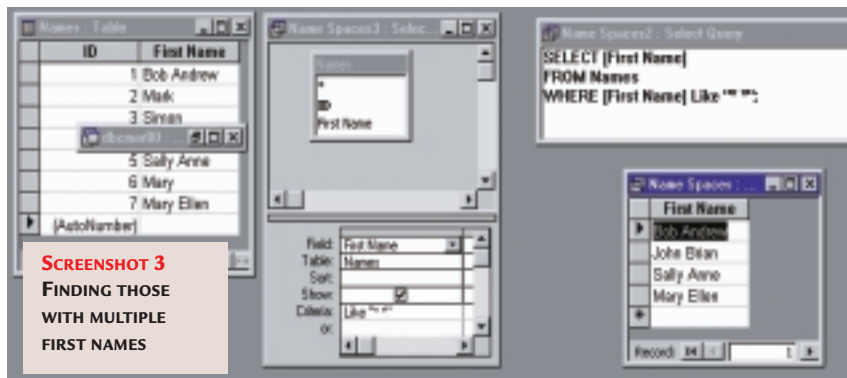 Names : Table
ID First Name
1 Bob Andrew
2 Mark
3 Simon
5 Sally Anne
6 Mary
7 Mary Ellen
(AutoNumber)
SCREENSHOT 3
FINDING THOSE
WITH MULTIPLE
FIRST NAMES
Name Spaces3 : Selec...
Names
*
ID
First Name
Field: First Name
Table: Names
Sort:
Show:
Criteria: Like "* *"
or:
Name Spaces2 : Select Query
SELECT [First Name]
FROM Names
WHERE [First Name] Like "* *";
Name Spaces : ...
First Name
Bob Andrew
John Brian
Sally Anne
Mary Ellen
Record: 1